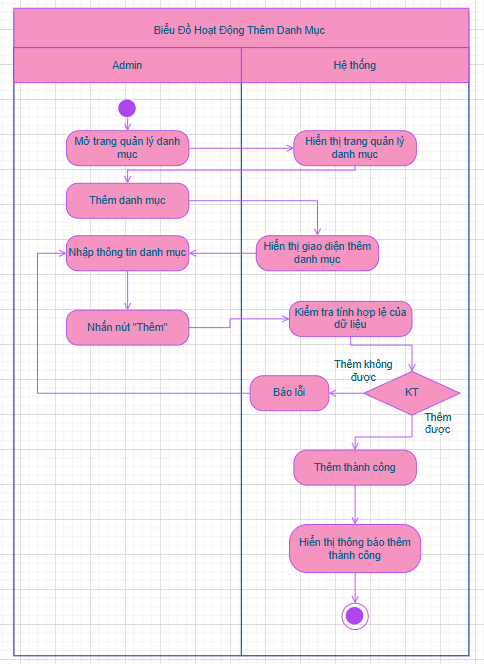 Biểu Đồ Hoạt Động Thêm Danh Mục
Admin
Hệ thống
Mở trang quản lý danh
mục
Hiển thị trang quản lý
danh mục
Thêm danh mục
Nhập thông tin danh mục
Hiển thị giao diện thêm
danh mục
Nhấn nút "Thêm"
Kiểm tra tính hợp lệ của
dữ liệu
Thêm không
được
Báo lỗi
KT
Thêm
được
Thêm thành công
Hiển thị thông báo thêm
thành công